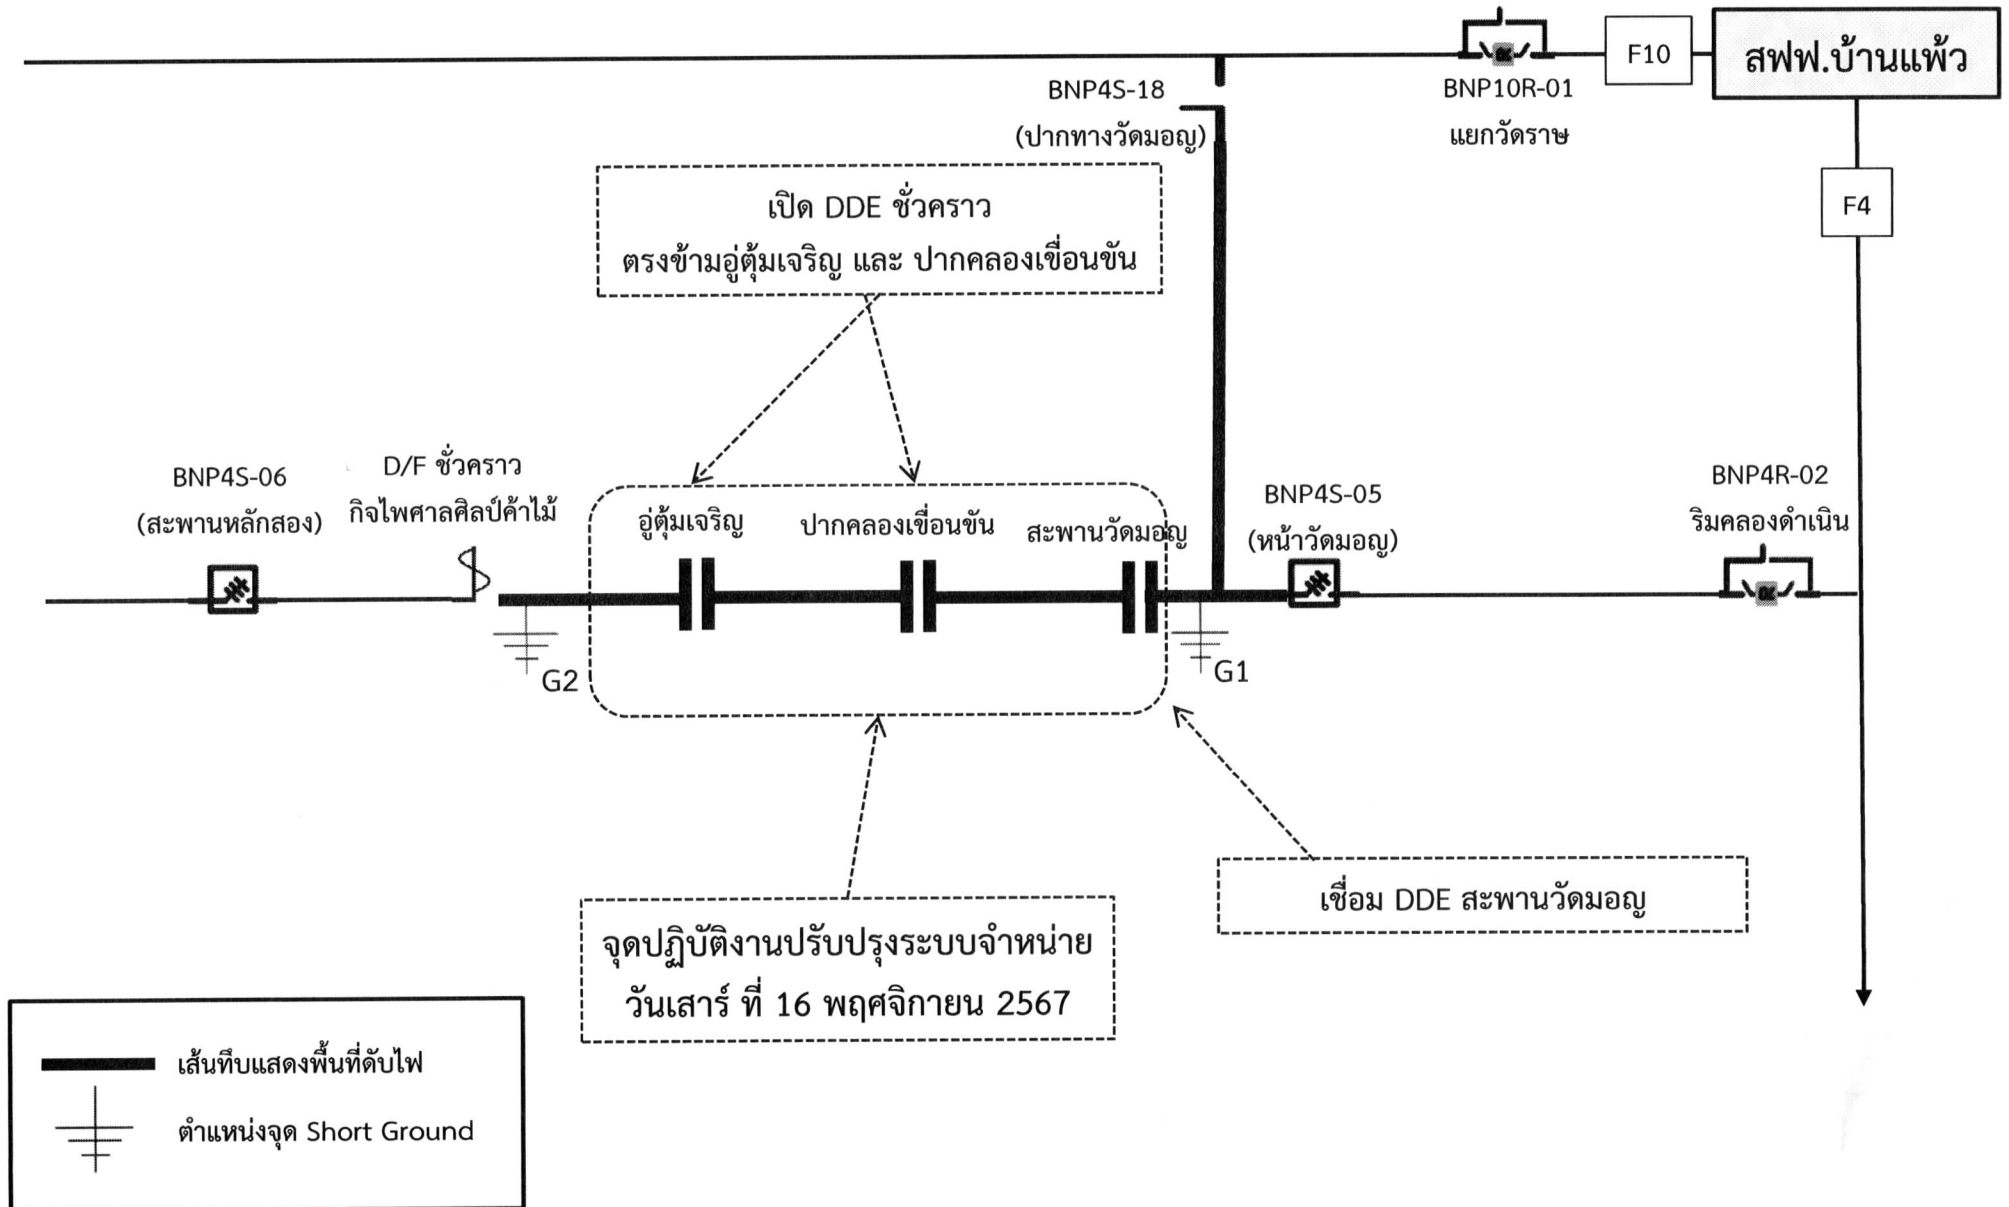 F10
สฟฟ.บ้านแพ้ว
BNP4S-18
(ปากทางวัดมอญ)
BNP10R-01
แยกวัดราษ
F4
เปิด DDE ชั่วคราว
ตรงข้ามอู่ตุ้มเจริญ และ ปากคลองเขื่อนขัน
BNP4S-06
(สะพานหลักสอง)
D/F ชั่วคราว
กิจไพศาลศิลป์ค้าไม้
อู่ตุ้มเจริญ
ปากคลองเขื่อนขัน
สะพานวัดมอญ
BNP4S-05
(หน้าวัดมอญ)
BNP4R-02
ริมคลองดำเนิน
G2
G1
เชื่อม DDE สะพานวัดมอญ
จุดปฏิบัติงานปรับปรุงระบบจำหน่าย
วันเสาร์ ที่ 16 พฤศจิกายน 2567
เส้นทึบแสดงพื้นที่ดับไฟ
ตำแหน่งจุด Short Ground